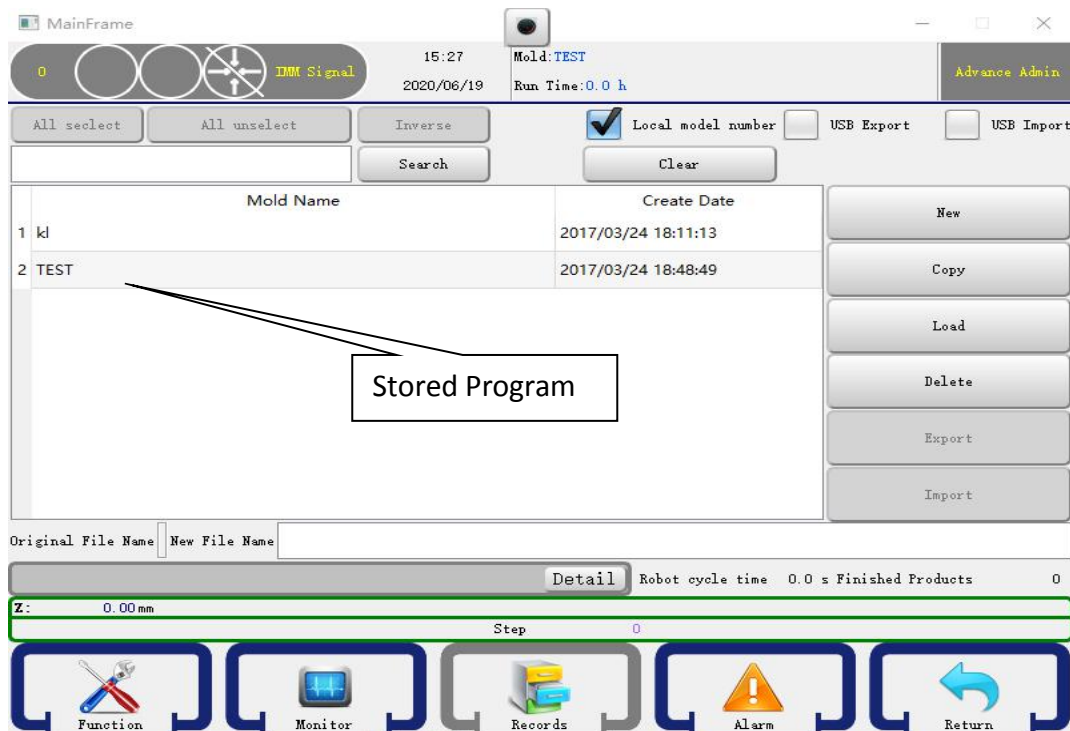 MainFrame
0 IMM Signal
15:27
2020/06/19
Mold:TEST
Run Time:0.0 h
Advance Admin
All seclect All unselect Inverse Local model number USB Export USB Import
Search Clear
Mold Name Create Date
1 kl 2017/03/24 18:11:13
2 TEST 2017/03/24 18:48:49
Stored Program
New
Copy
Load
Delete
Export
Import
Original File Name New File Name
Detail Robot cycle time 0.0 s Finished Products 0
Z: 0.00 mm
Step 0
Function Monitor Records Alarm Return